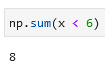 np.sum(x < 6)
8